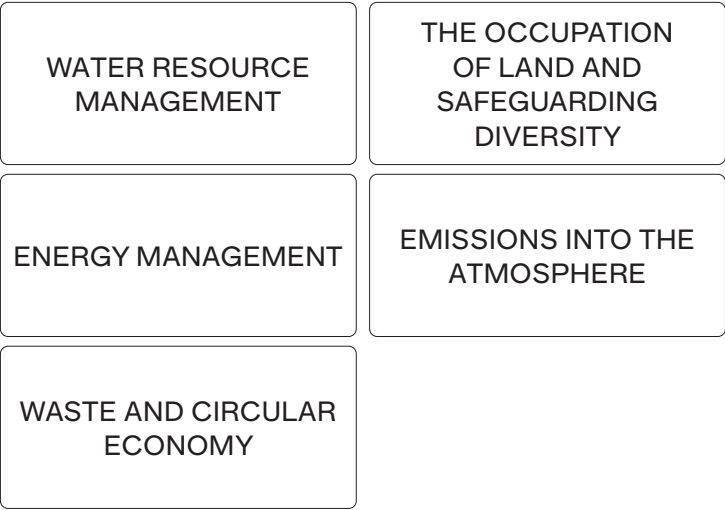 WATER RESOURCE
MANAGEMENT
THE OCCUPATION
OF LAND AND
SAFEGUARDING
DIVERSITY
ENERGY MANAGEMENT
EMISSIONS INTO THE
ATMOSPHERE
WASTE AND CIRCULAR
ECONOMY